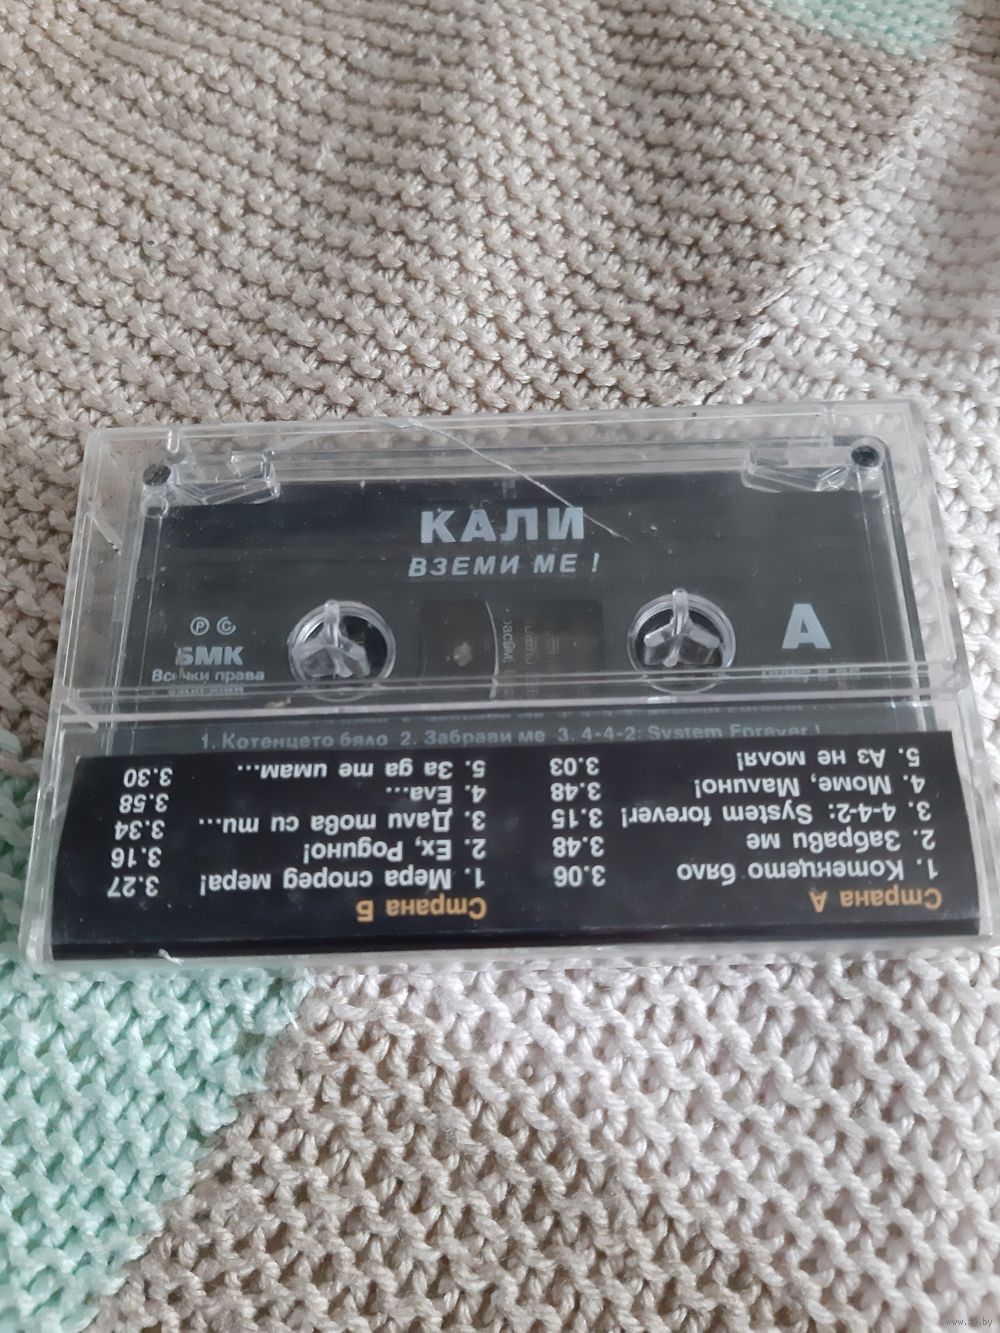 КАЛИ
ВЗЕМИ МЕ !
А
Ⓟ ©
БМК
Всички права
1. Котенцето бяло 2. Забрави ме 3. 4-4-2: System Forever !
Страна А
1. Котенцето бяло 3.06
2. Забрави ме 3.48
3. 4-4-2: System forever! 3.15
4. Моме, Малино! 3.48
5. Аз не моля! 3.03
Страна Б
1. Мера според мера! 3.27
2. Ех, Родино! 3.16
3. Дали това си ти... 3.34
4. Ела... 3.58
5. За да те имам... 3.30